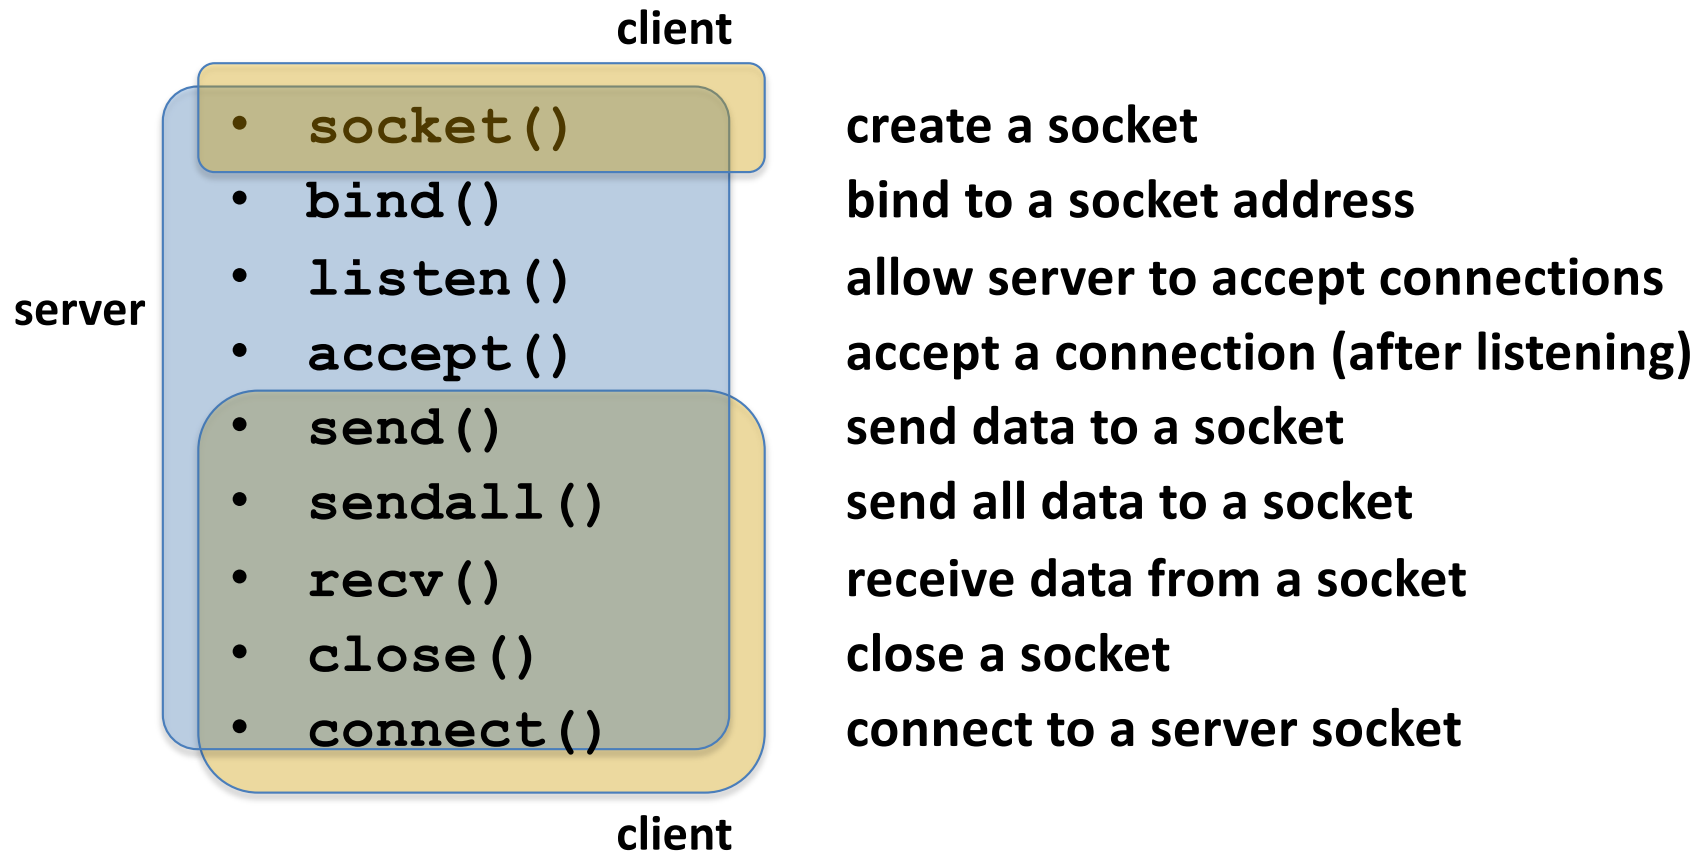 client
• socket() create a socket
• bind() bind to a socket address
• listen() allow server to accept connections
server
• accept() accept a connection (after listening)
• send() send data to a socket
• sendall() send all data to a socket
• recv() receive data from a socket
• close() close a socket
• connect() connect to a server socket
client